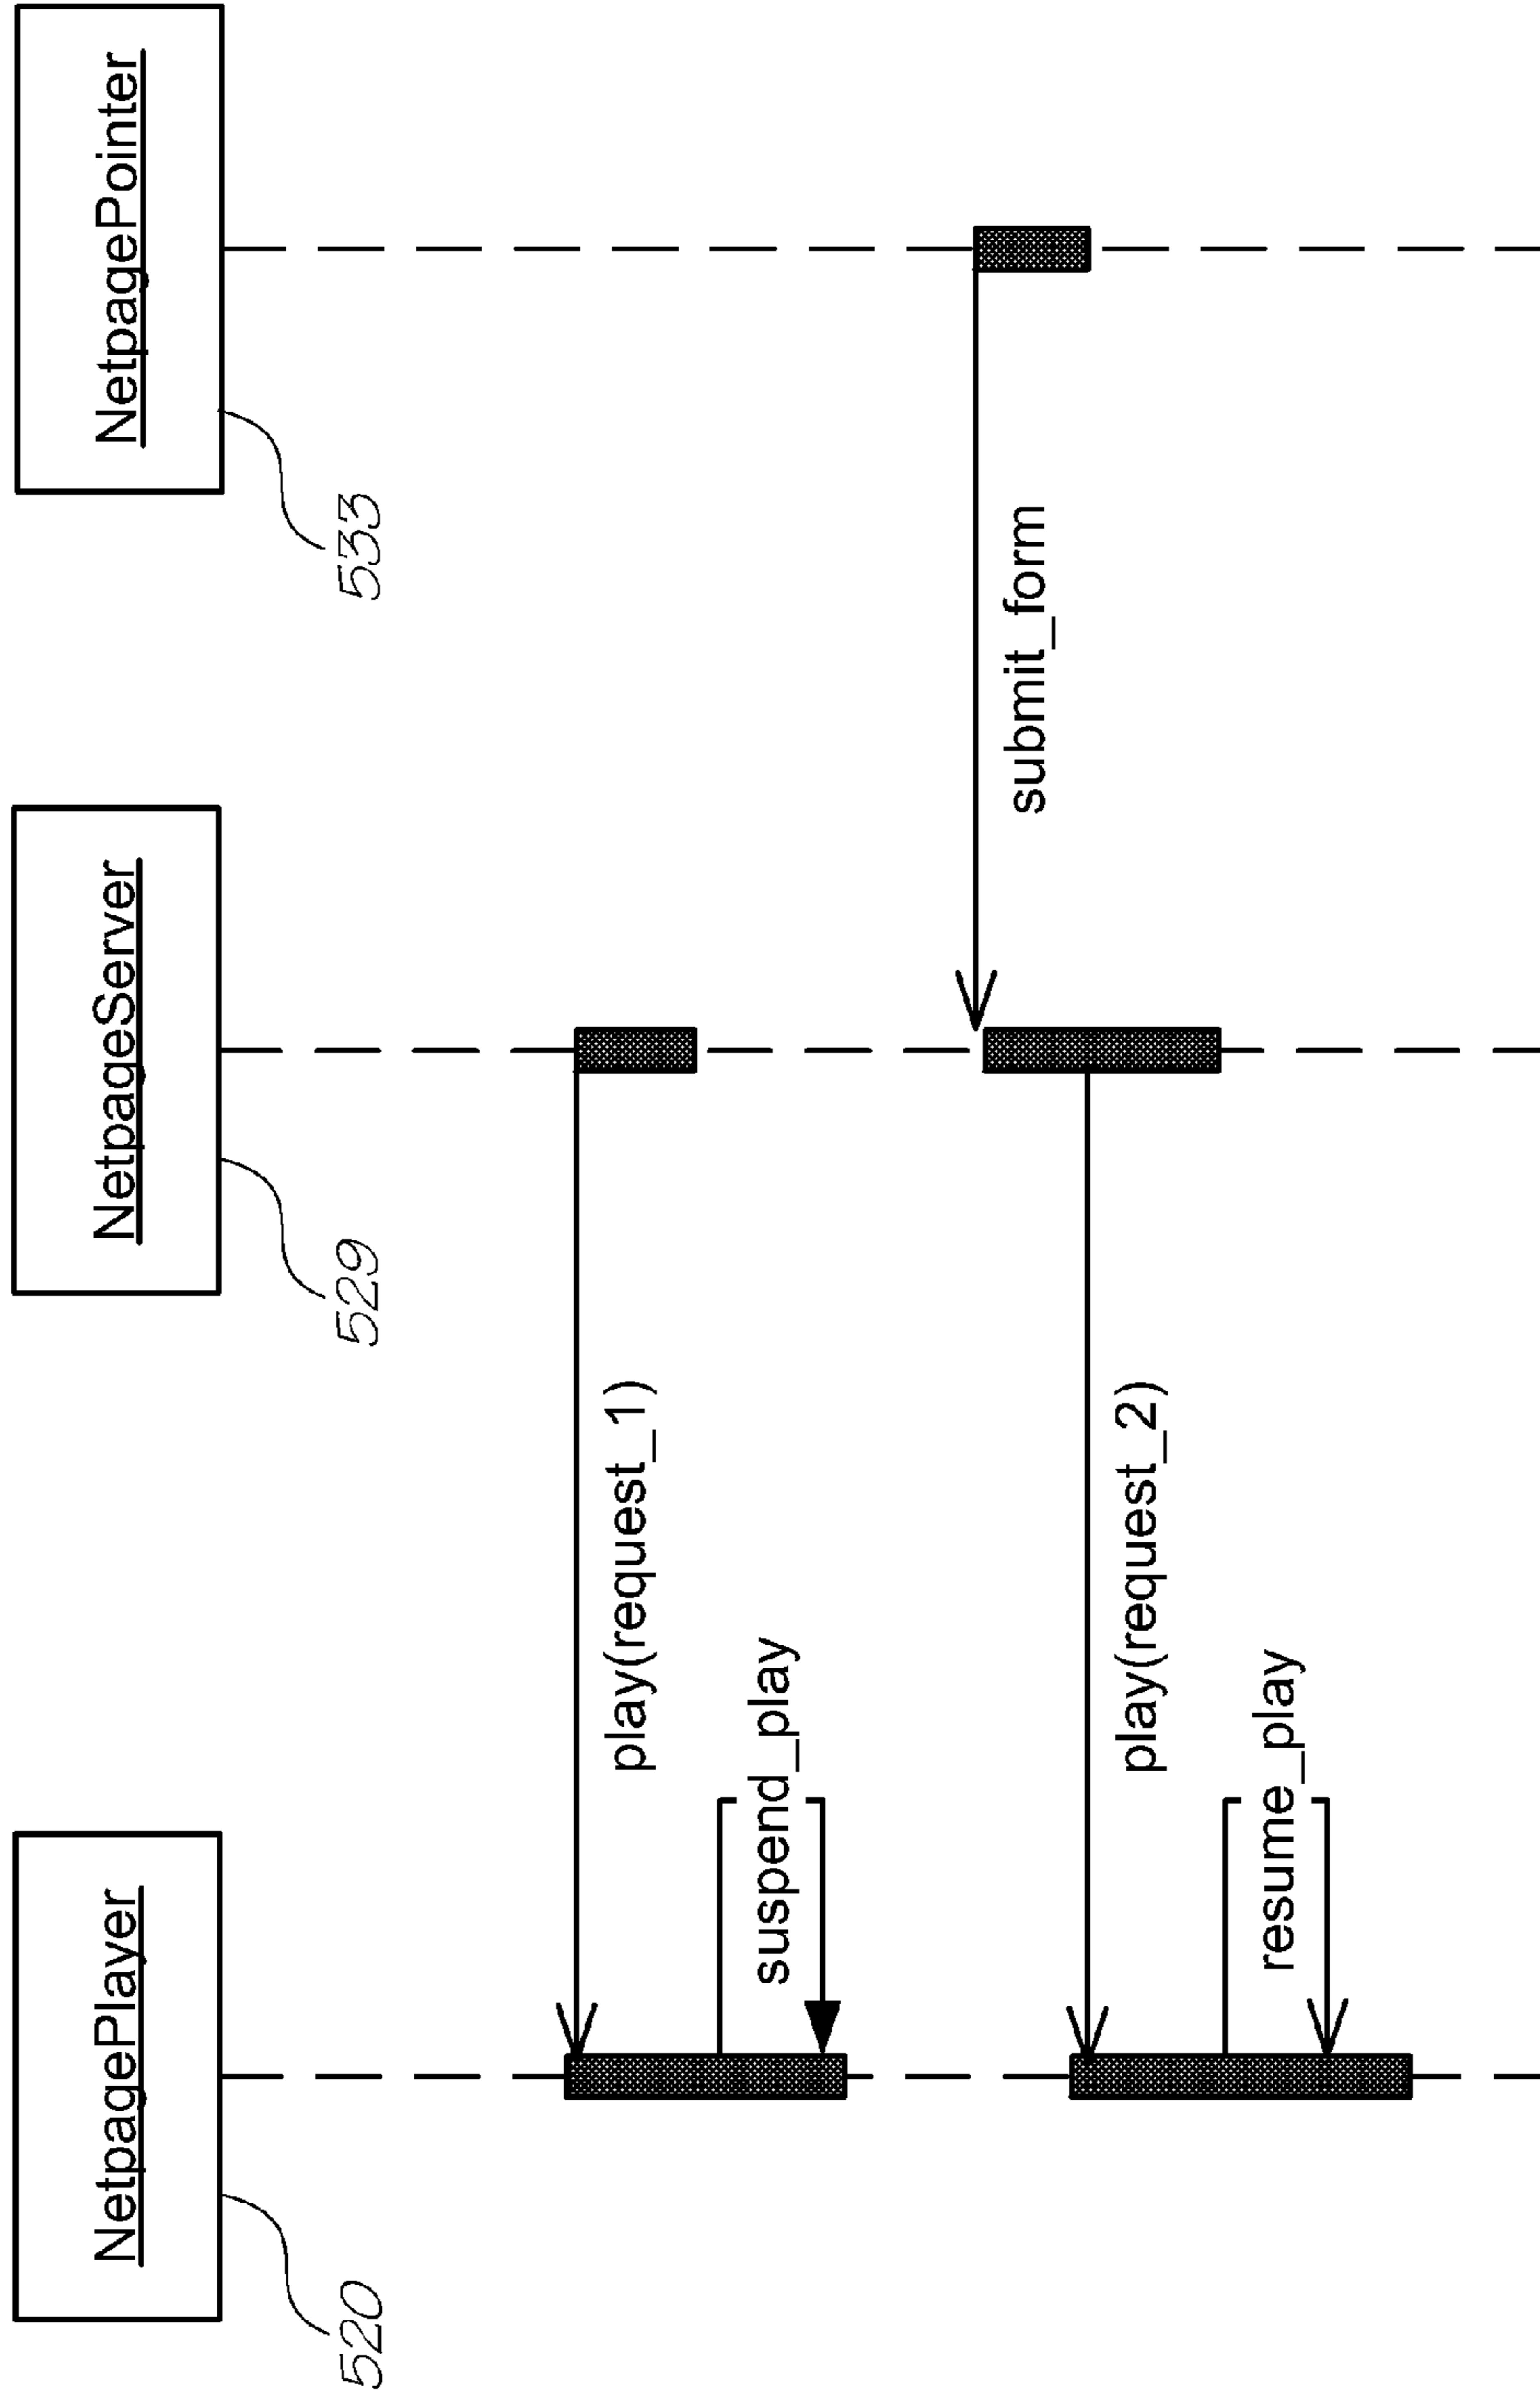 NetpagePlayer
NetpageServer
NetpagePointer
520
529
533
play(request_1)
suspend_play
submit_form
play(request_2)
resume_play